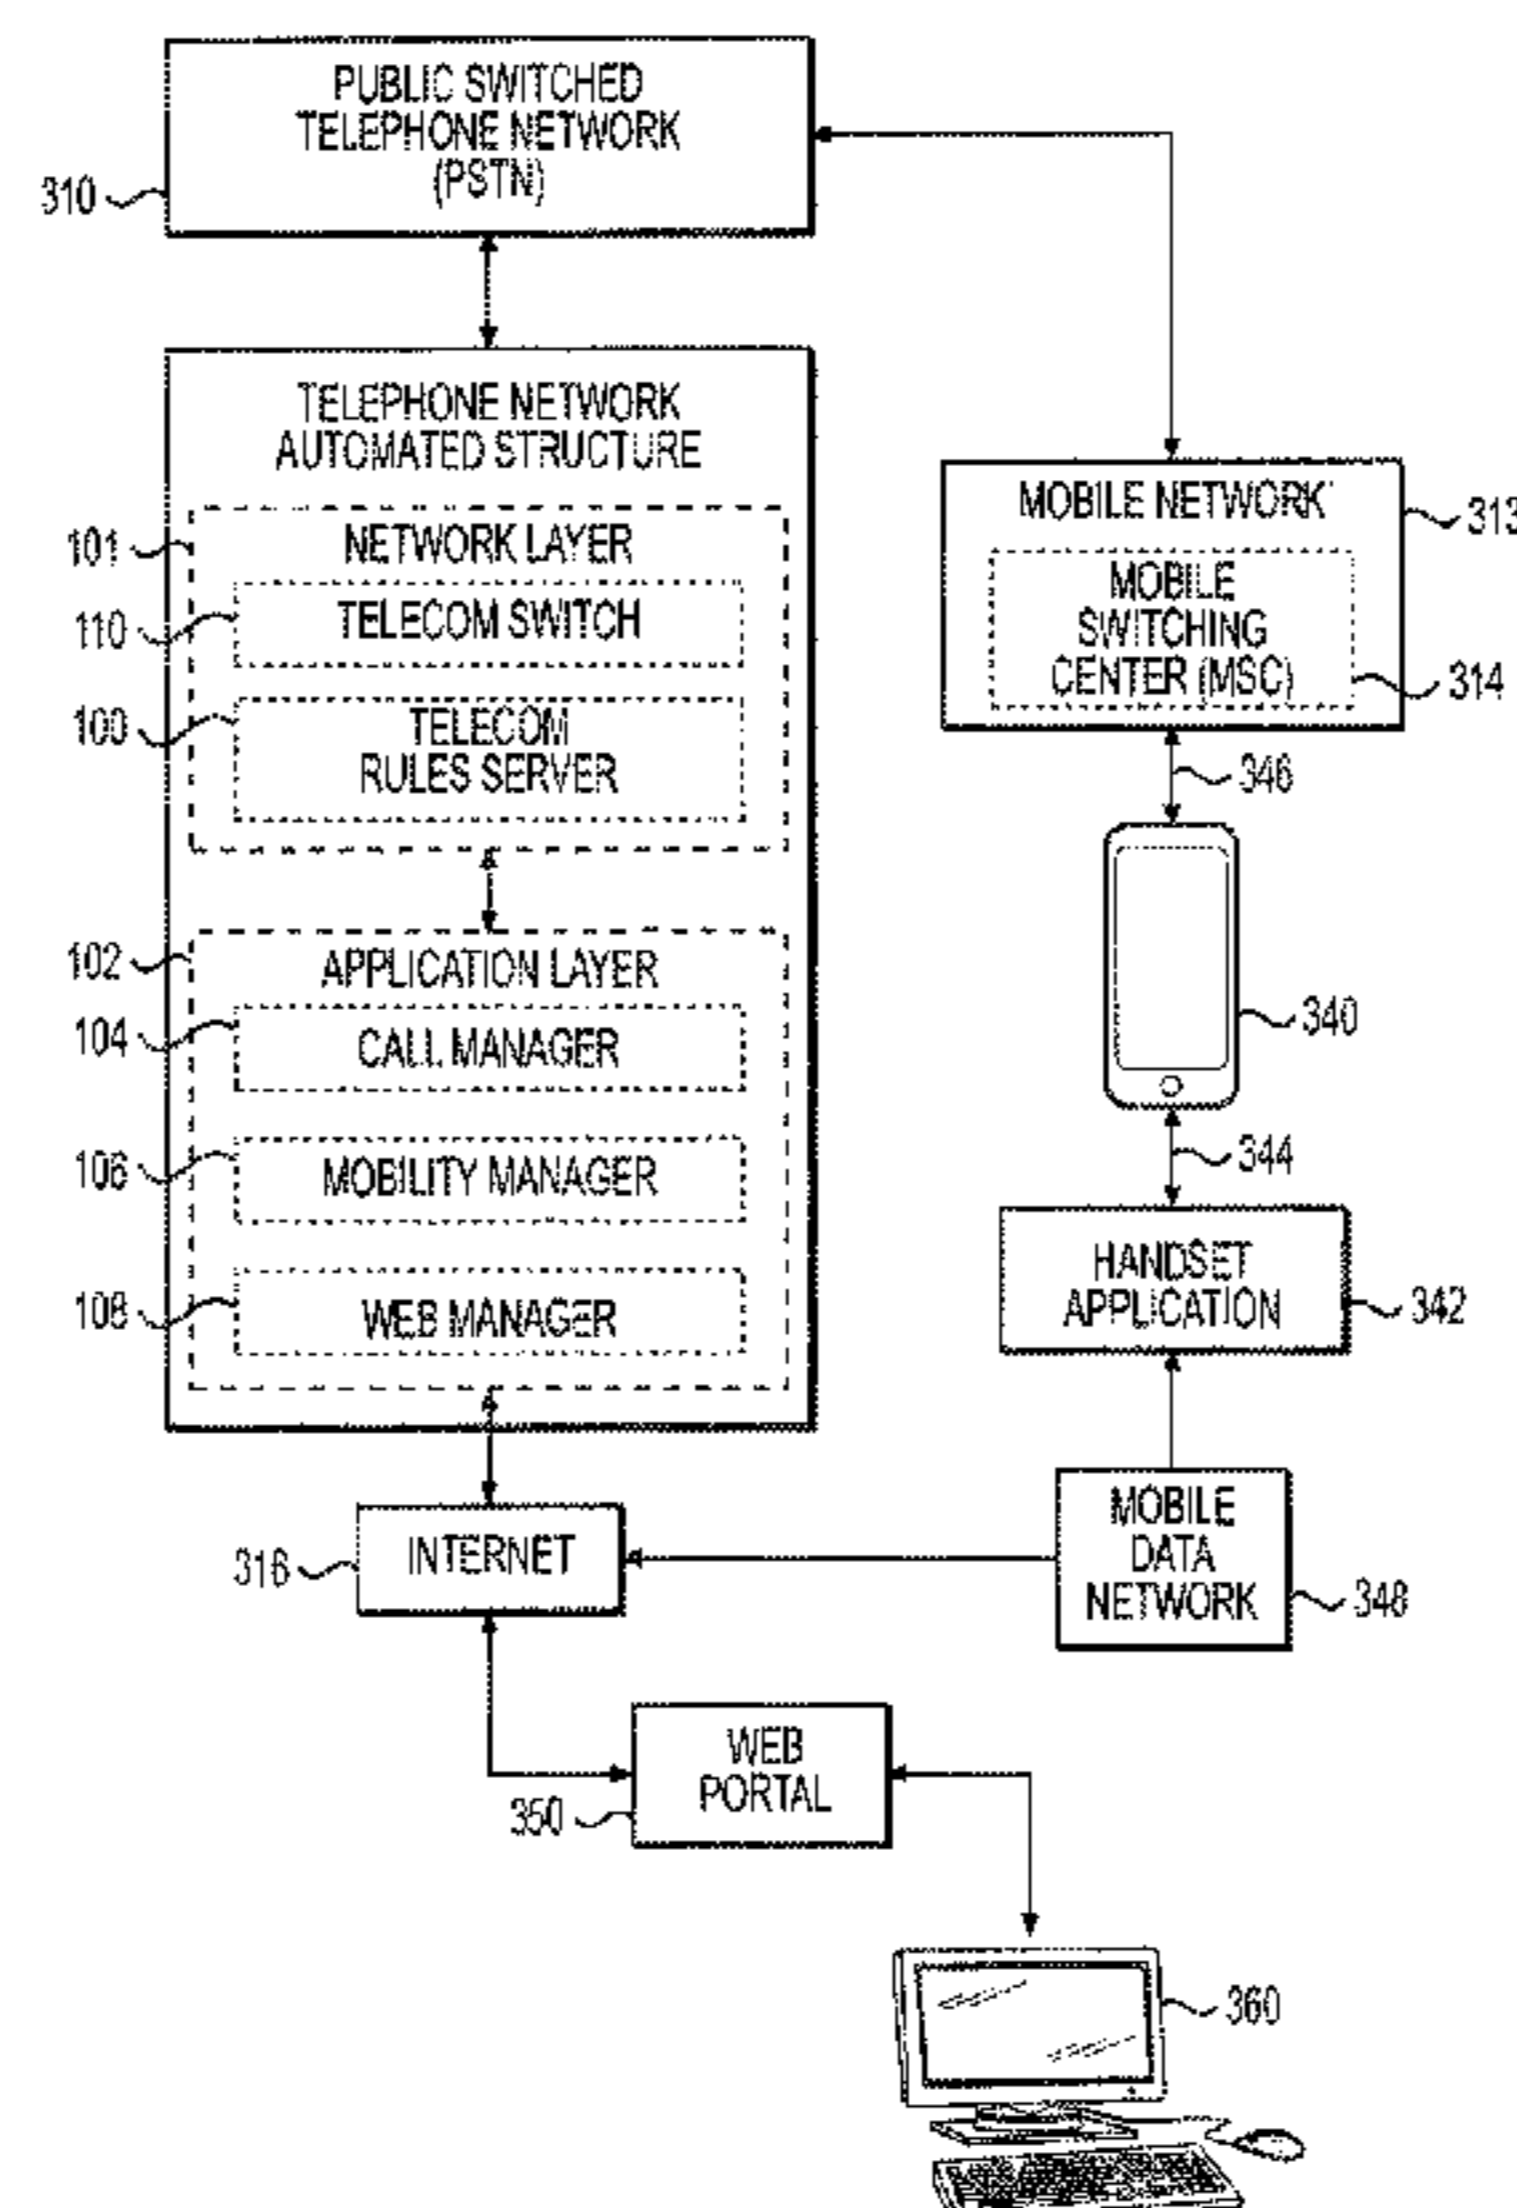 PUBLIC SWITCHED
TELEPHONE NETWORK
(PSTN)
310
TELEPHONE NETWORK
AUTOMATED STRUCTURE
101
NETWORK LAYER
110
TELECOM SWITCH
100
TELECOM
RULES SERVER
102
APPLICATION LAYER
104
CALL MANAGER
106
MOBILITY MANAGER
108
WEB MANAGER
MOBILE NETWORK
313
MOBILE
SWITCHING
CENTER (MSC)
314
346
340
344
HANDSET
APPLICATION
342
INTERNET
316
MOBILE
DATA
NETWORK
348
WEB
PORTAL
350
360